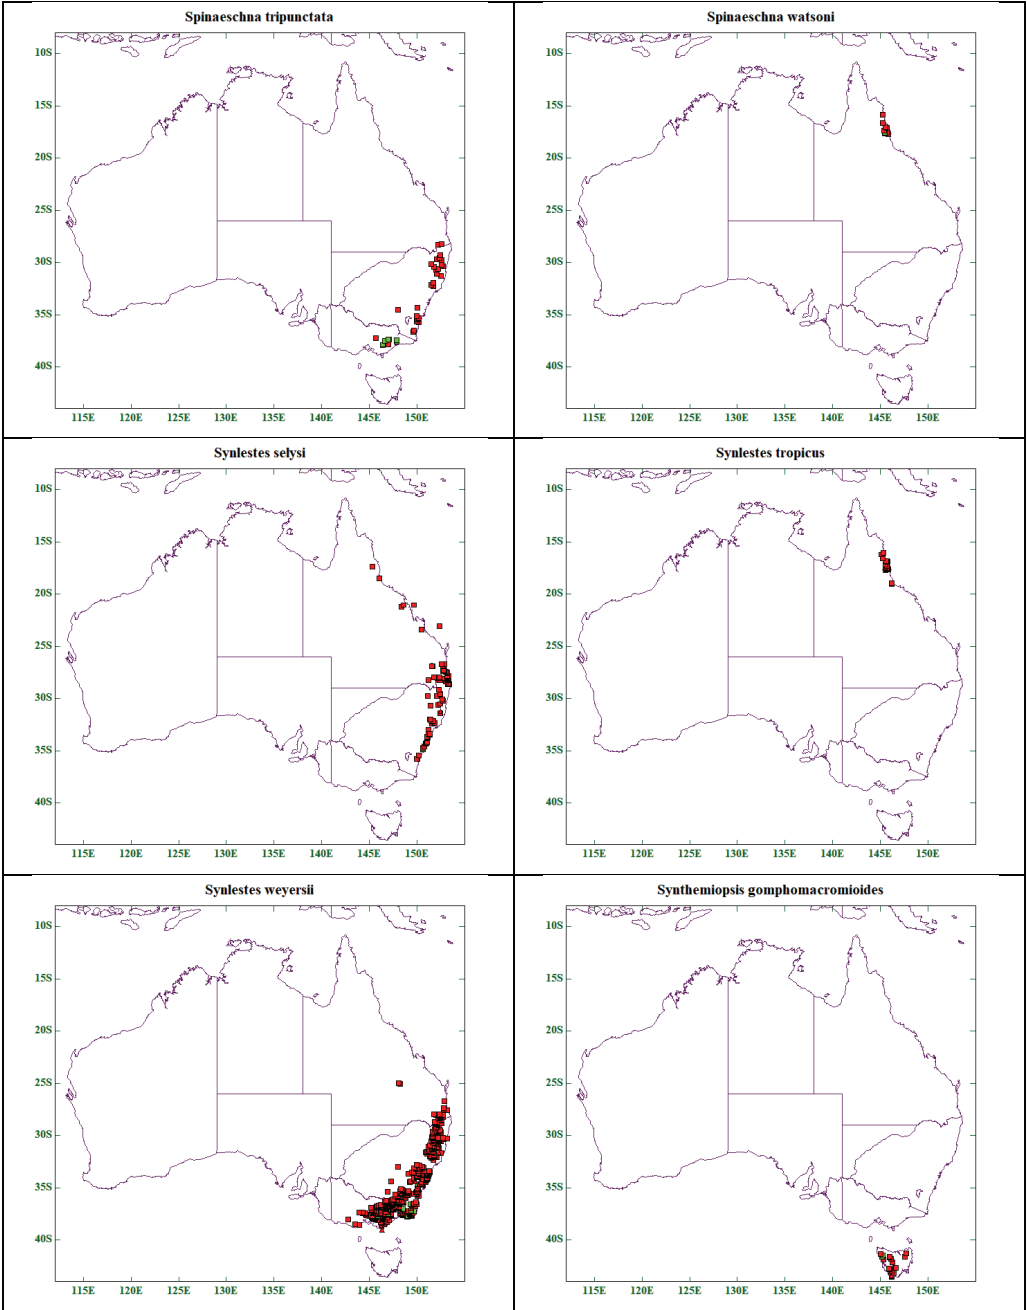 Spinaeschna tripunctata
10S
15S
20S
25S
30S
35S
40S
115E 120E 125E 130E 135E 140E 145E 150E
Spinaeschna watsoni
10S
15S
20S
25S
30S
35S
40S
115E 120E 125E 130E 135E 140E 145E 150E
Synlestes selysi
10S
15S
20S
25S
30S
35S
40S
115E 120E 125E 130E 135E 140E 145E 150E
Synlestes tropicus
10S
15S
20S
25S
30S
35S
40S
115E 120E 125E 130E 135E 140E 145E 150E
Synlestes weyersii
10S
15S
20S
25S
30S
35S
40S
115E 120E 125E 130E 135E 140E 145E 150E
Synthemiopsis gomphomacromioides
10S
15S
20S
25S
30S
35S
40S
115E 120E 125E 130E 135E 140E 145E 150E